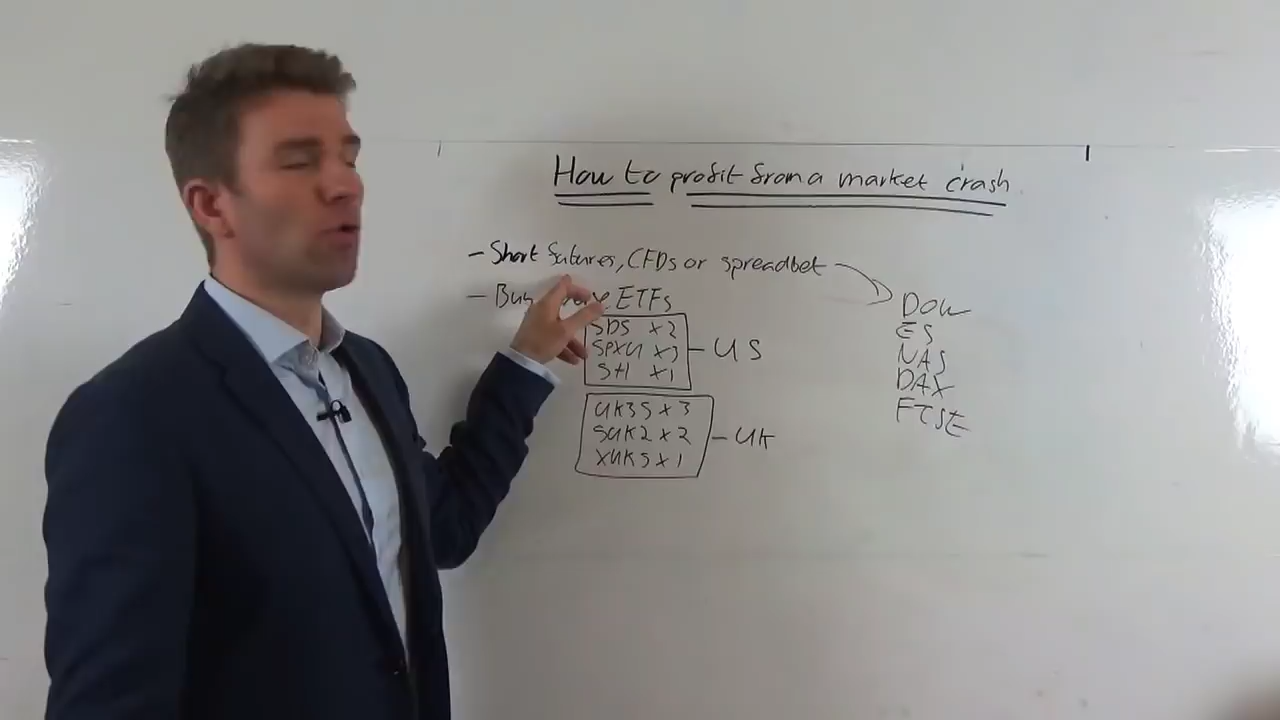 How to profit from a market crash
- Short futures, CFDs or spreadbet
- Buy ETFs
SDS x2
SPXU x3
SH x1
- US
UK3S x3
SUK2 x2
XUKS x1
- UK
DOW
ES
NAS
DAX
FTSE